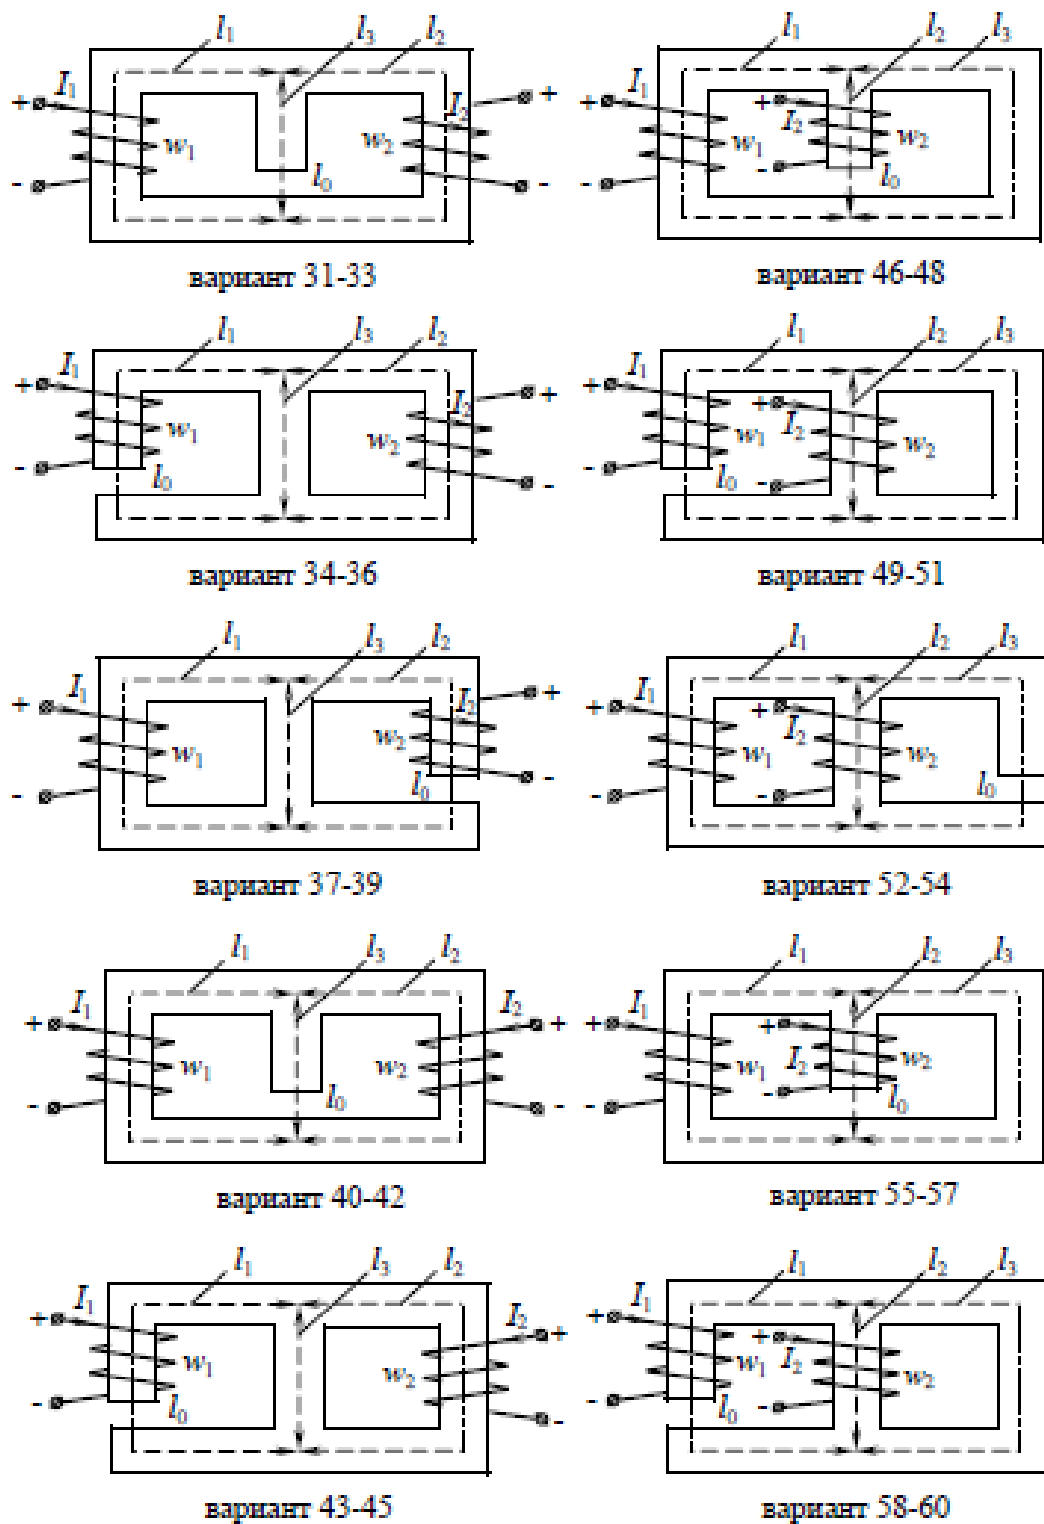 l₁ l₃ l₂
+ I₁ w₁ - I₂ w₂ + - l₀
вариант 31-33
l₁ l₂ l₃
+ I₁ w₁ - + I₂ w₂ - l₀
вариант 46-48
l₁ l₃ l₂
+ I₁ w₁ - l₀ I₂ w₂ + -
вариант 34-36
l₁ l₂ l₃
+ I₁ w₁ - l₀ + I₂ w₂ -
вариант 49-51
l₁ l₃ l₂
+ I₁ w₁ - I₂ w₂ + - l₀
вариант 37-39
l₁ l₂ l₃
+ I₁ w₁ - + I₂ w₂ - l₀
вариант 52-54
l₁ l₃ l₂
+ I₁ w₁ - l₀ I₂ w₂ + -
вариант 40-42
l₁ l₂ l₃
+ I₁ w₁ - + I₂ w₂ - l₀
вариант 55-57
l₁ l₃ l₂
+ I₁ w₁ - l₀ I₂ w₂ + -
вариант 43-45
l₁ l₂ l₃
+ I₁ w₁ - l₀ + I₂ w₂ -
вариант 58-60